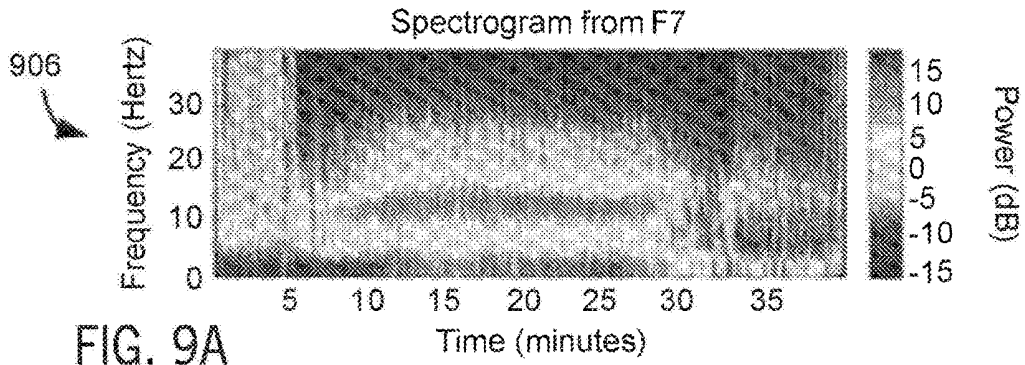 Spectrogram from F7
906
Frequency (Hertz)
30
20
10
0
5 10 15 20 25 30 35
Time (minutes)
15
10
5
0
-5
-10
-15
Power (dB)
FIG. 9A